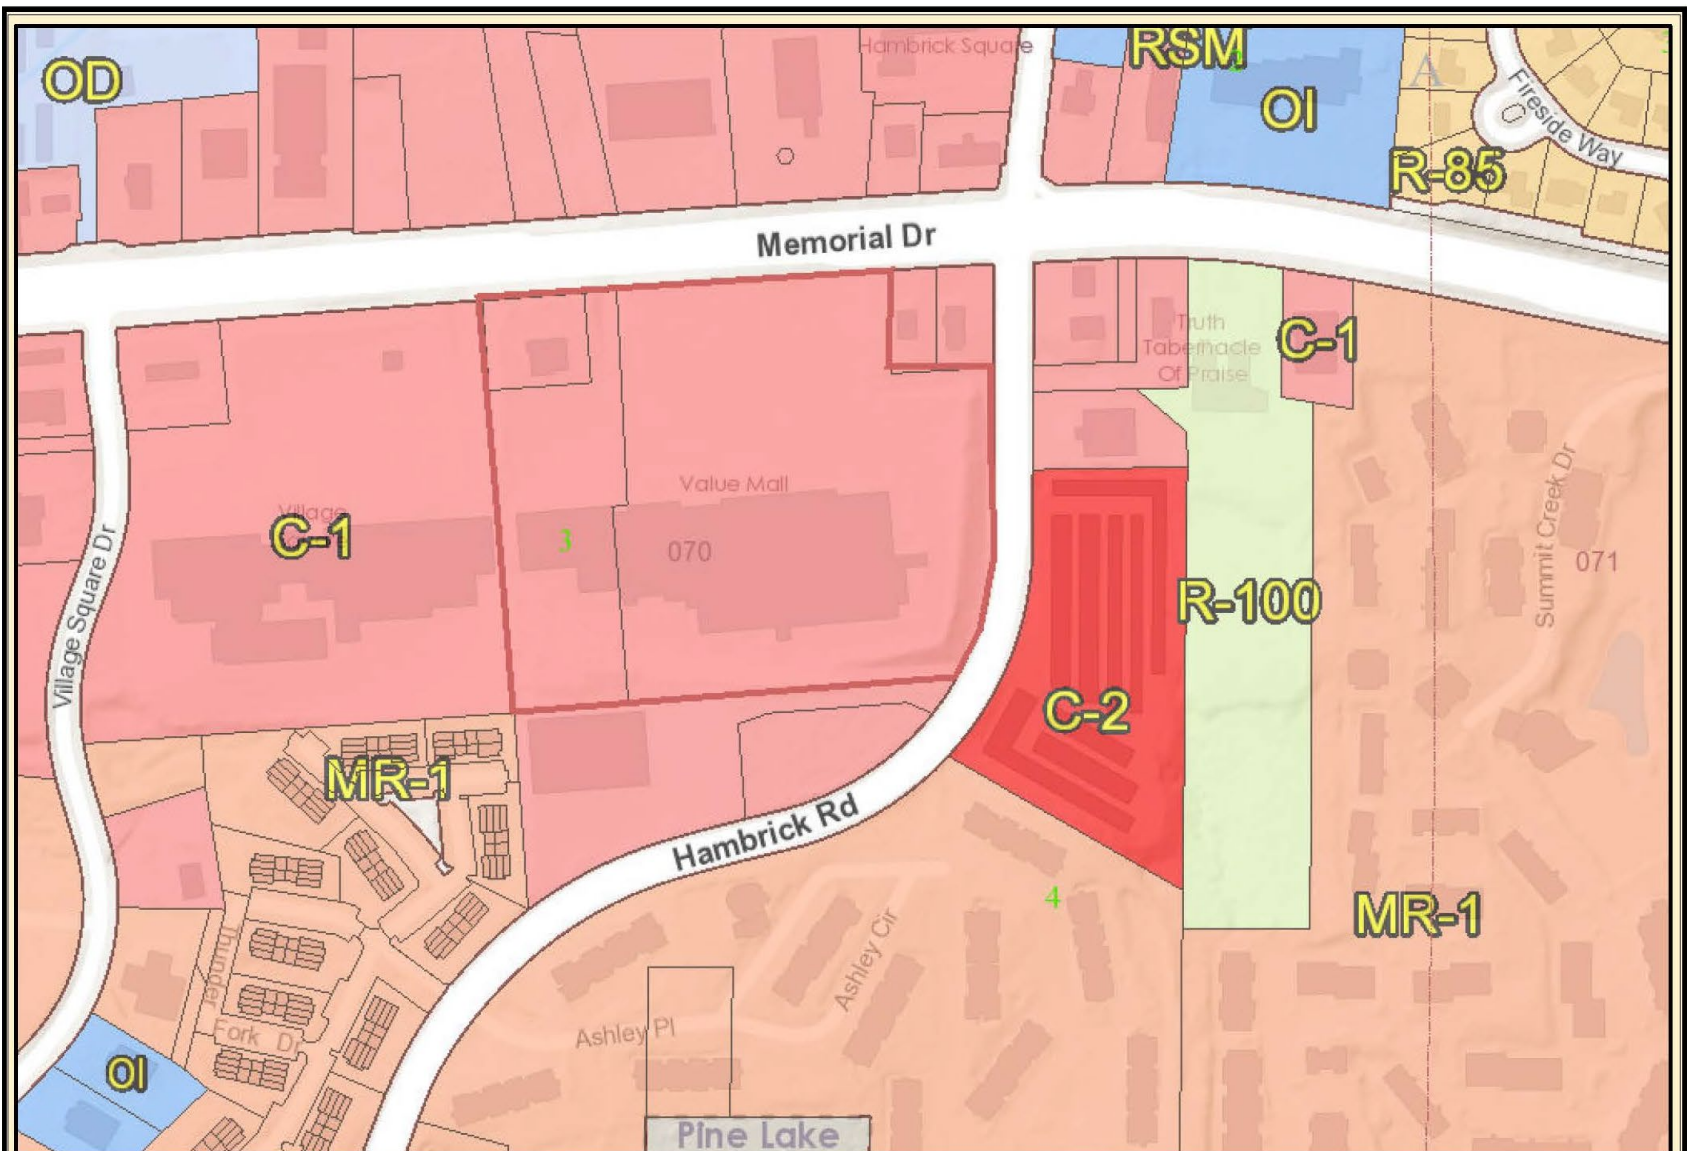 Hambrick Square
RSM
OD
2
A
OI
Fireside Way
R-85
Memorial Dr
Truth
Tabernacle
Of Praise
C-1
Value Mall
Village
C-1
3
070
Summit Creek Dr
071
Village Square Dr
R-100
C-2
MR-1
Hambrick Rd
4
MR-1
Ashley Cir
Thunder
Fork Dr
Ashley Pl
OI
Pine Lake